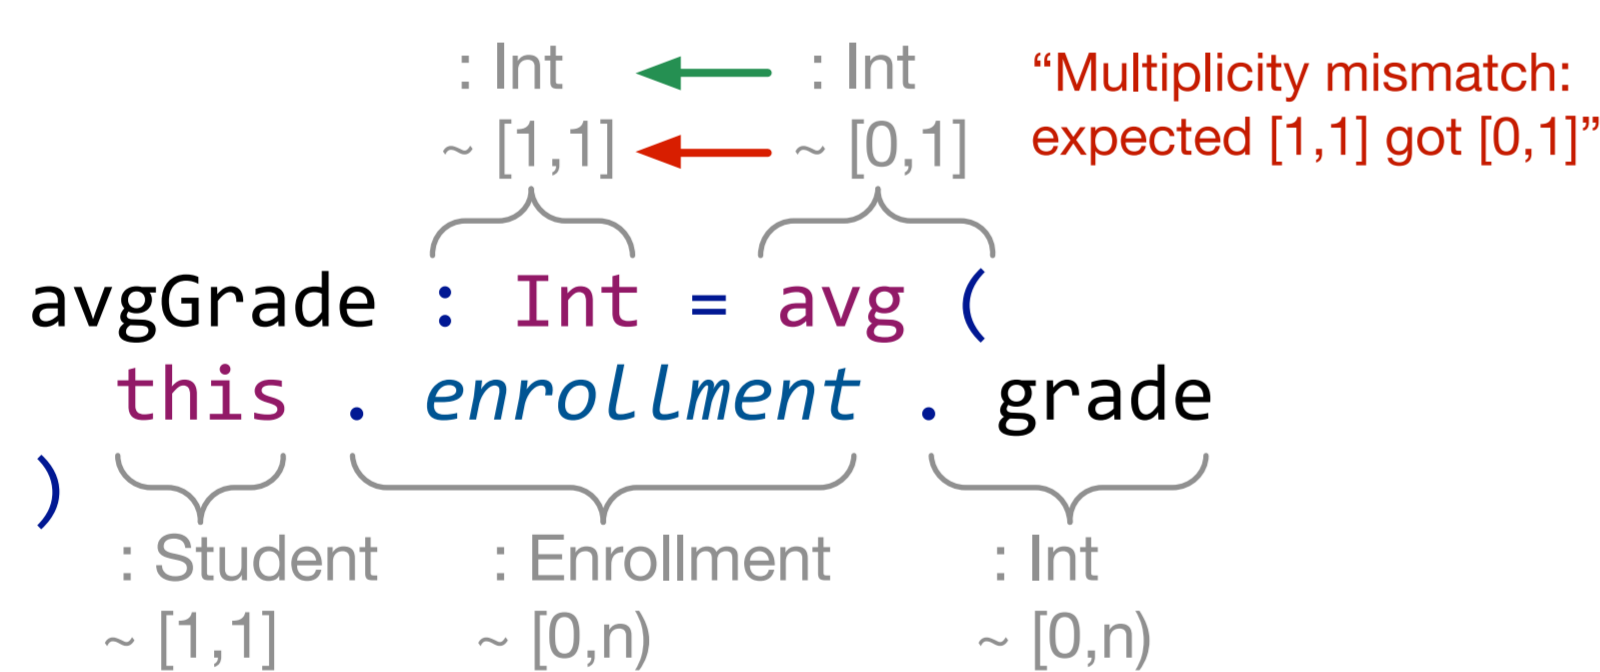 : Int : Int “Multiplicity mismatch:
~ [1,1] ~ [0,1] expected [1,1] got [0,1]”
avgGrade : Int = avg (
this . enrollment . grade
)
: Student : Enrollment : Int
~ [1,1] ~ [0,n) ~ [0,n)